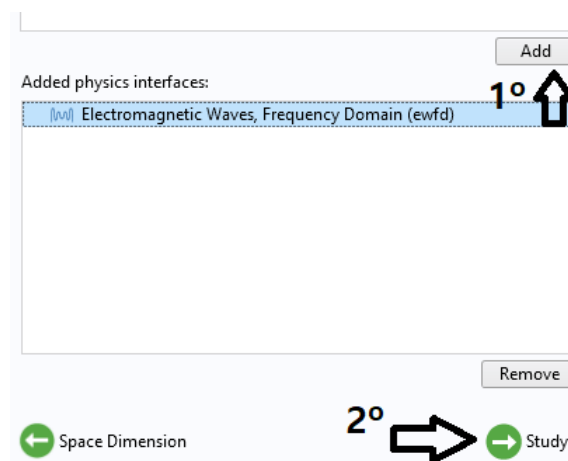 Add
Added physics interfaces:
1º
Electromagnetic Waves, Frequency Domain (ewfd)
Remove
2º
Space Dimension
Study